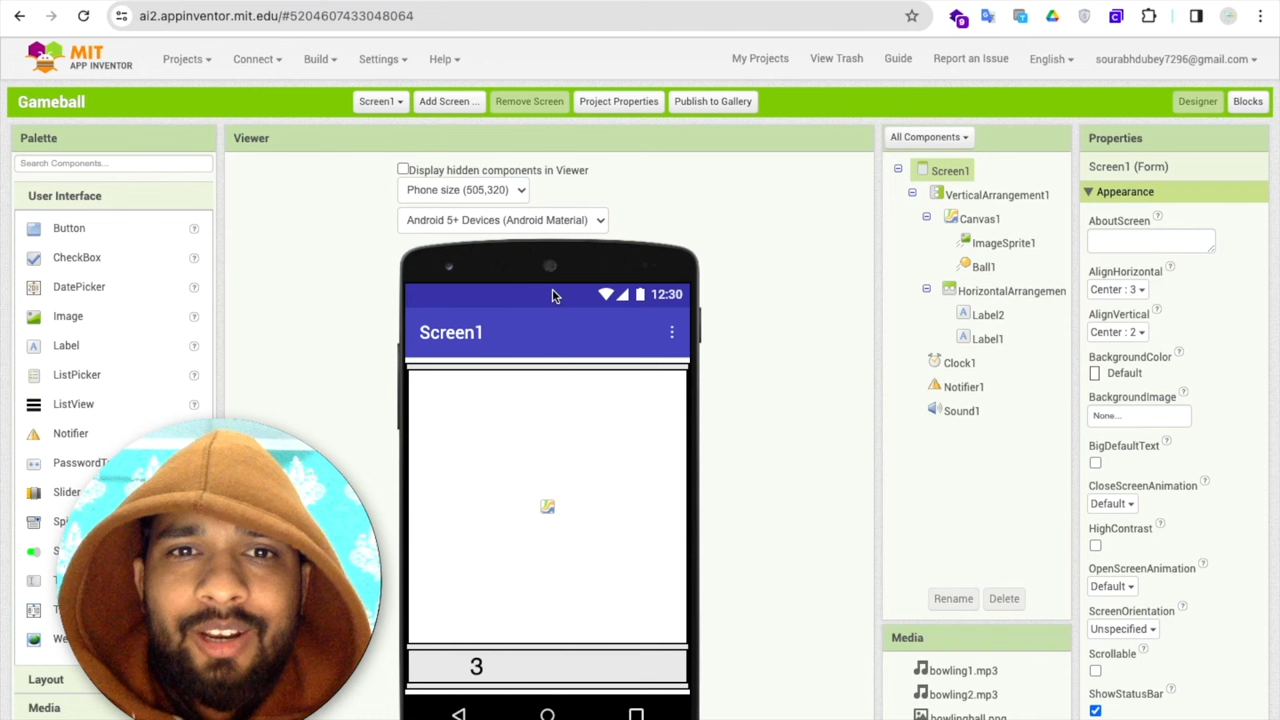 ai2.appinventor.mit.edu/#5204607433048064
9
MIT
APP INVENTOR
Projects
Connect
Build
Settings
Help
My Projects
View Trash
Guide
Report an Issue
English
sourabhdubey7296@gmail.com
Gameball
Screen1
Add Screen ...
Remove Screen
Project Properties
Publish to Gallery
Designer
Blocks
Palette
Search Components...
User Interface
Button
CheckBox
DatePicker
Image
Label
ListPicker
ListView
Notifier
PasswordT
Slider
Layout
Media
Viewer
Display hidden components in Viewer
Phone size (505,320)
Android 5+ Devices (Android Material)
12:30
Screen1
3
All Components
Screen1
VerticalArrangement1
Canvas1
ImageSprite1
Ball1
HorizontalArrangemen
Label2
Label1
Clock1
Notifier1
Sound1
Rename
Delete
Media
bowling1.mp3
bowling2.mp3
bowlingball.png
Properties
Screen1 (Form)
Appearance
AboutScreen
AlignHorizontal
Center : 3
AlignVertical
Center : 2
BackgroundColor
Default
BackgroundImage
None...
BigDefaultText
CloseScreenAnimation
Default
HighContrast
OpenScreenAnimation
Default
ScreenOrientation
Unspecified
Scrollable
ShowStatusBar